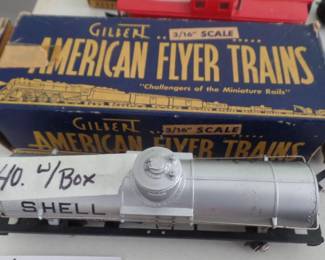 GILBERT
3/16" SCALE
AMERICAN FLYER TRAINS
"Challengers of the Miniature Rails"
GILBERT
3/16" SCALE
AMERICAN FLYER TRAINS
40. w/Box
SHELL